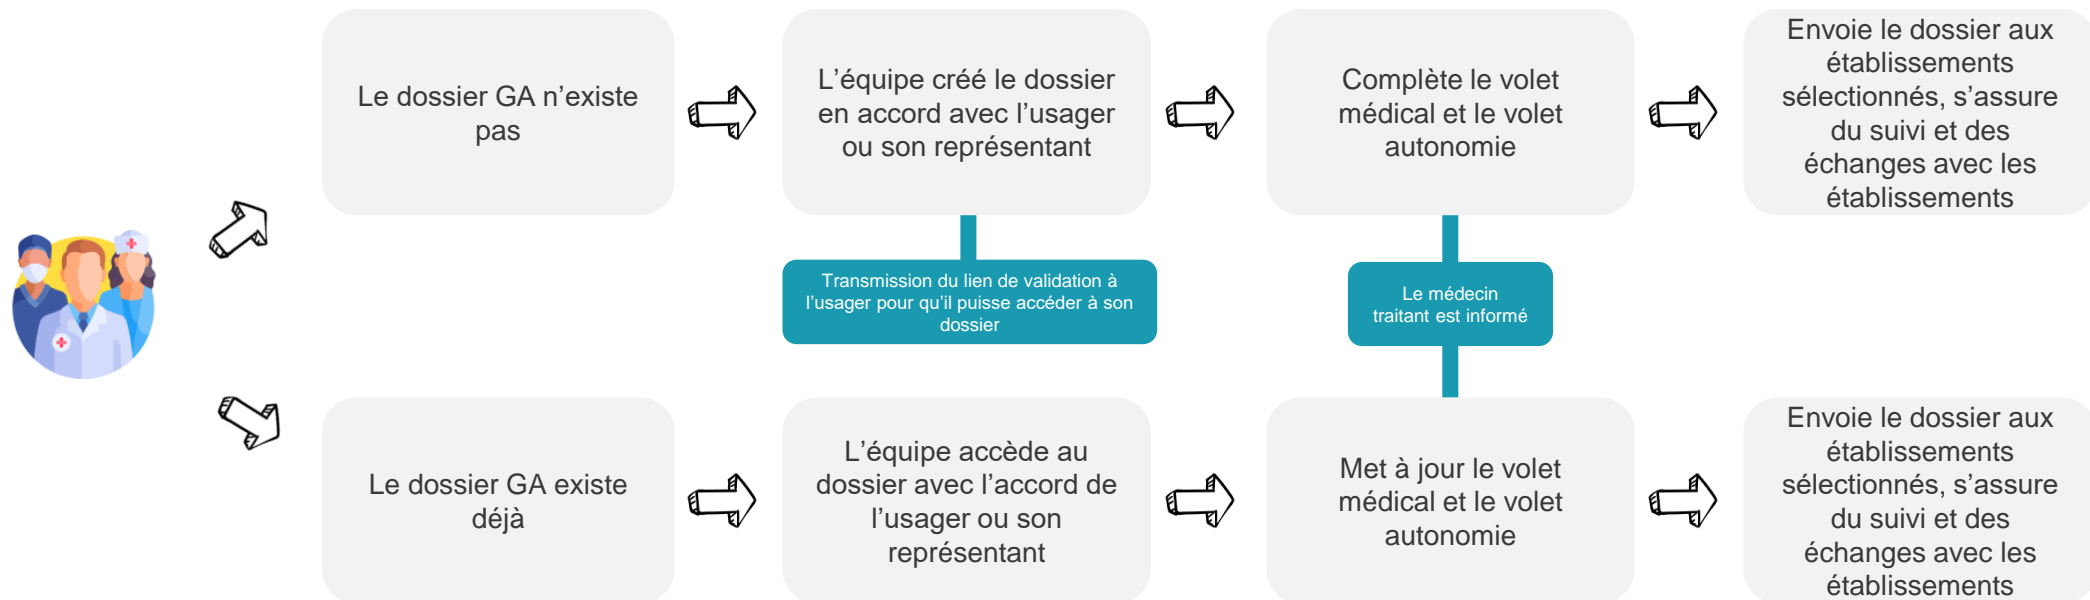 Le dossier GA n’existe
pas
L’équipe créé le dossier
en accord avec l’usager
ou son représentant
Complète le volet
médical et le volet
autonomie
Envoie le dossier aux
établissements
sélectionnés, s’assure
du suivi et des
échanges avec les
établissements
Transmission du lien de validation à
l’usager pour qu’il puisse accéder à son
dossier
Le médecin
traitant est informé
Le dossier GA existe
déjà
L’équipe accède au
dossier avec l’accord de
l’usager ou son
représentant
Met à jour le volet
médical et le volet
autonomie
Envoie le dossier aux
établissements
sélectionnés, s’assure
du suivi et des
échanges avec les
établissements